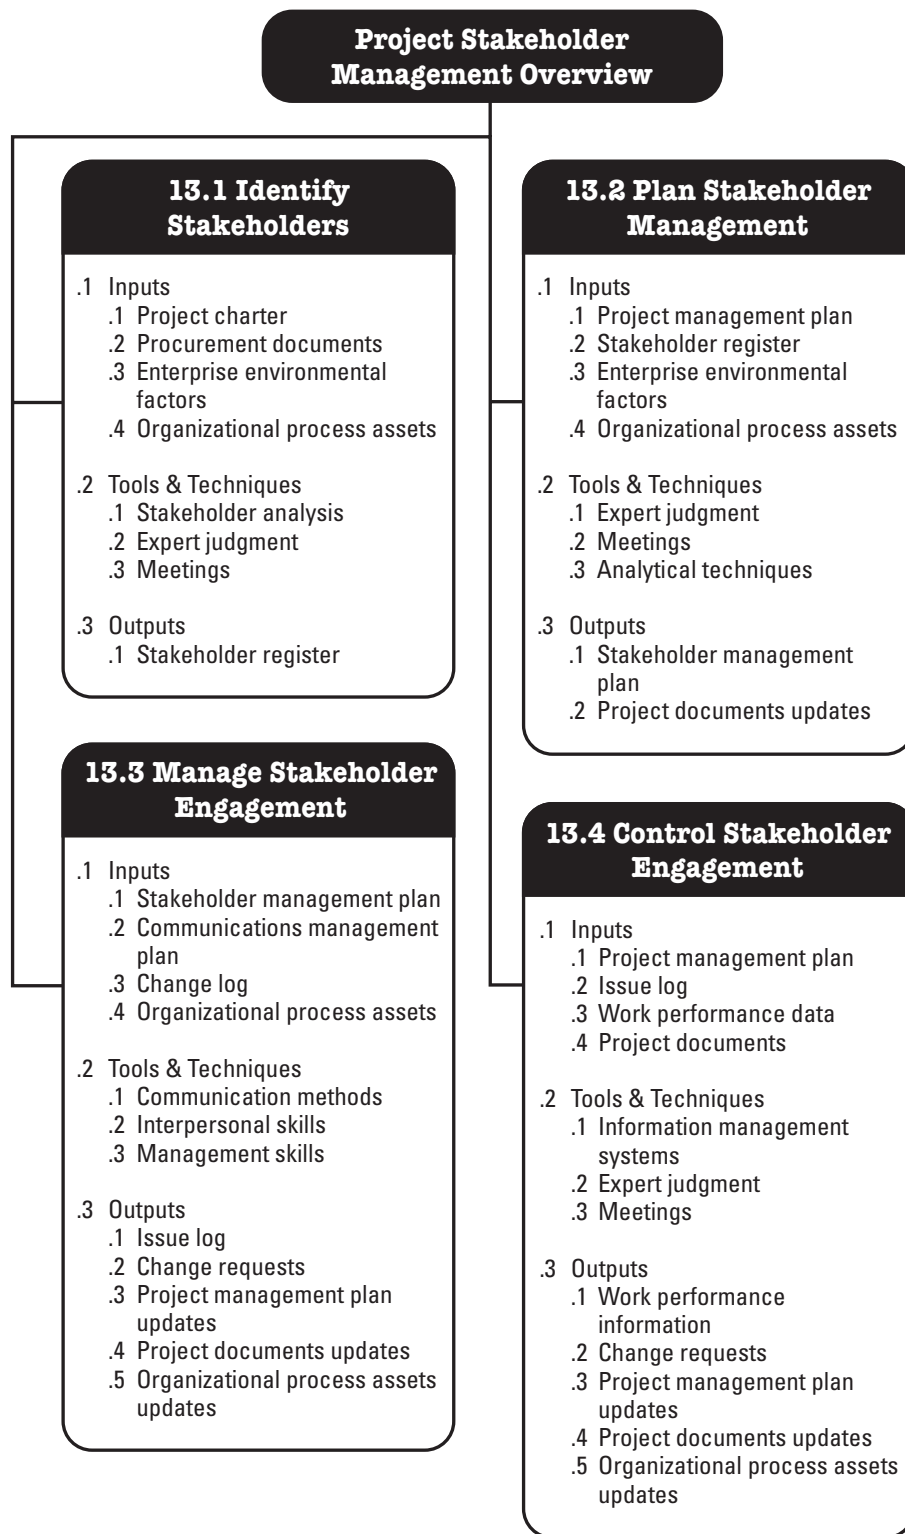 Project Stakeholder
Management Overview
13.1 Identify
Stakeholders
.1 Inputs
.1 Project charter
.2 Procurement documents
.3 Enterprise environmental
factors
.4 Organizational process assets
.2 Tools & Techniques
.1 Stakeholder analysis
.2 Expert judgment
.3 Meetings
.3 Outputs
.1 Stakeholder register
13.2 Plan Stakeholder
Management
.1 Inputs
.1 Project management plan
.2 Stakeholder register
.3 Enterprise environmental
factors
.4 Organizational process assets
.2 Tools & Techniques
.1 Expert judgment
.2 Meetings
.3 Analytical techniques
.3 Outputs
.1 Stakeholder management
plan
.2 Project documents updates
13.3 Manage Stakeholder
Engagement
.1 Inputs
.1 Stakeholder management plan
.2 Communications management
plan
.3 Change log
.4 Organizational process assets
.2 Tools & Techniques
.1 Communication methods
.2 Interpersonal skills
.3 Management skills
.3 Outputs
.1 Issue log
.2 Change requests
.3 Project management plan
updates
.4 Project documents updates
.5 Organizational process assets
updates
13.4 Control Stakeholder
Engagement
.1 Inputs
.1 Project management plan
.2 Issue log
.3 Work performance data
.4 Project documents
.2 Tools & Techniques
.1 Information management
systems
.2 Expert judgment
.3 Meetings
.3 Outputs
.1 Work performance
information
.2 Change requests
.3 Project management plan
updates
.4 Project documents updates
.5 Organizational process assets
updates